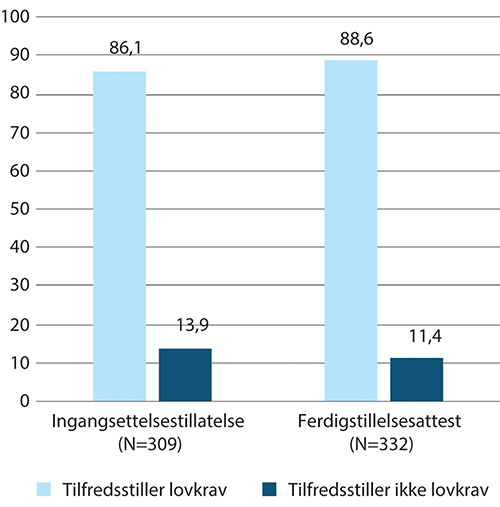 100
90
80
70
60
50
40
30
20
10
0
86,1
13,9
88,6
11,4
Ingangsettelsestillatelse
(N=309)
Ferdigstillelsesattest
(N=332)
Tilfredsstiller lovkrav
Tilfredsstiller ikke lovkrav